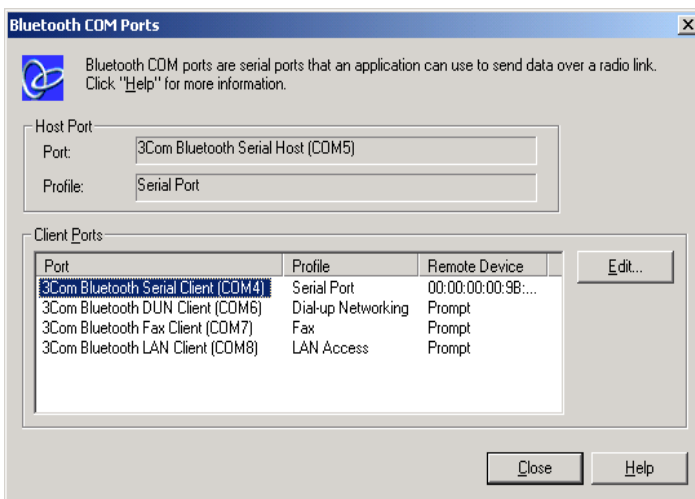 Bluetooth COM Ports
Bluetooth COM ports are serial ports that an application can use to send data over a radio link.
Click "Help" for more information.
Host Port
Port: 3Com Bluetooth Serial Host (COM5)
Profile: Serial Port
Client Ports
Port Profile Remote Device
3Com Bluetooth Serial Client (COM4) Serial Port 00:00:00:00:9B:...
3Com Bluetooth DUN Client (COM6) Dial-up Networking Prompt
3Com Bluetooth Fax Client (COM7) Fax Prompt
3Com Bluetooth LAN Client (COM8) LAN Access Prompt
Edit...
Close Help